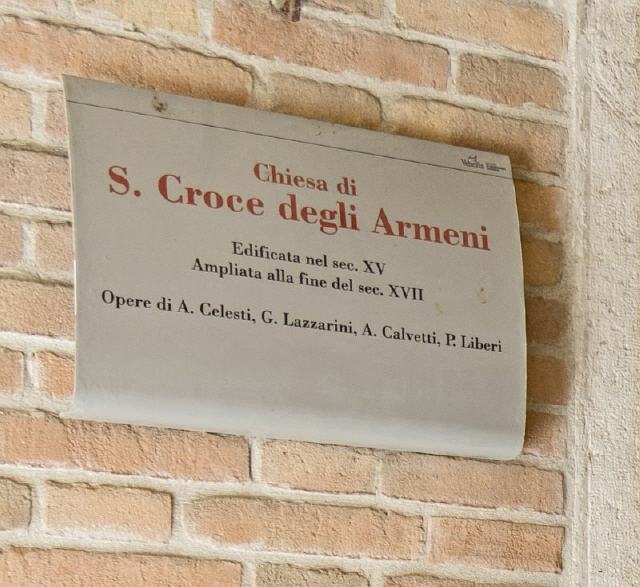 Chiesa di
S. Croce degli Armeni
Edificata nel sec. XV
Ampliata alla fine del sec. XVII
Opere di A. Celesti, G. Lazzarini, A. Calvetti, P. Liberi